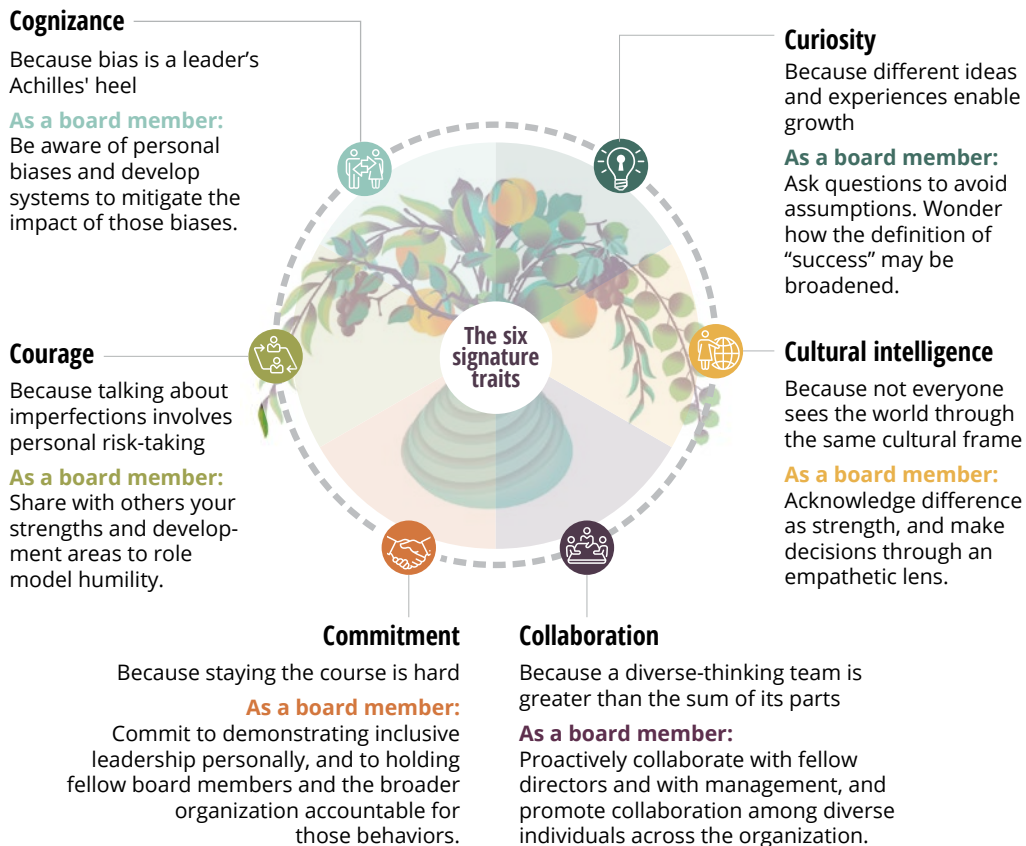 Cognizance
Because bias is a leader's
Achilles' heel
As a board member:
Be aware of personal
biases and develop
systems to mitigate the
impact of those biases.
Curiosity
Because different ideas
and experiences enable
growth
As a board member:
Ask questions to avoid
assumptions. Wonder
how the definition of
“success” may be
broadened.
The six
signature
traits
Courage
Because talking about
imperfections involves
personal risk-taking
As a board member:
Share with others your
strengths and develop-
ment areas to role
model humility.
Cultural intelligence
Because not everyone
sees the world through
the same cultural frame
As a board member:
Acknowledge difference
as strength, and make
decisions through an
empathetic lens.
Commitment
Because staying the course is hard
As a board member:
Commit to demonstrating inclusive
leadership personally, and to holding
fellow board members and the broader
organization accountable for
those behaviors.
Collaboration
Because a diverse-thinking team is
greater than the sum of its parts
As a board member:
Proactively collaborate with fellow
directors and with management, and
promote collaboration among diverse
individuals across the organization.